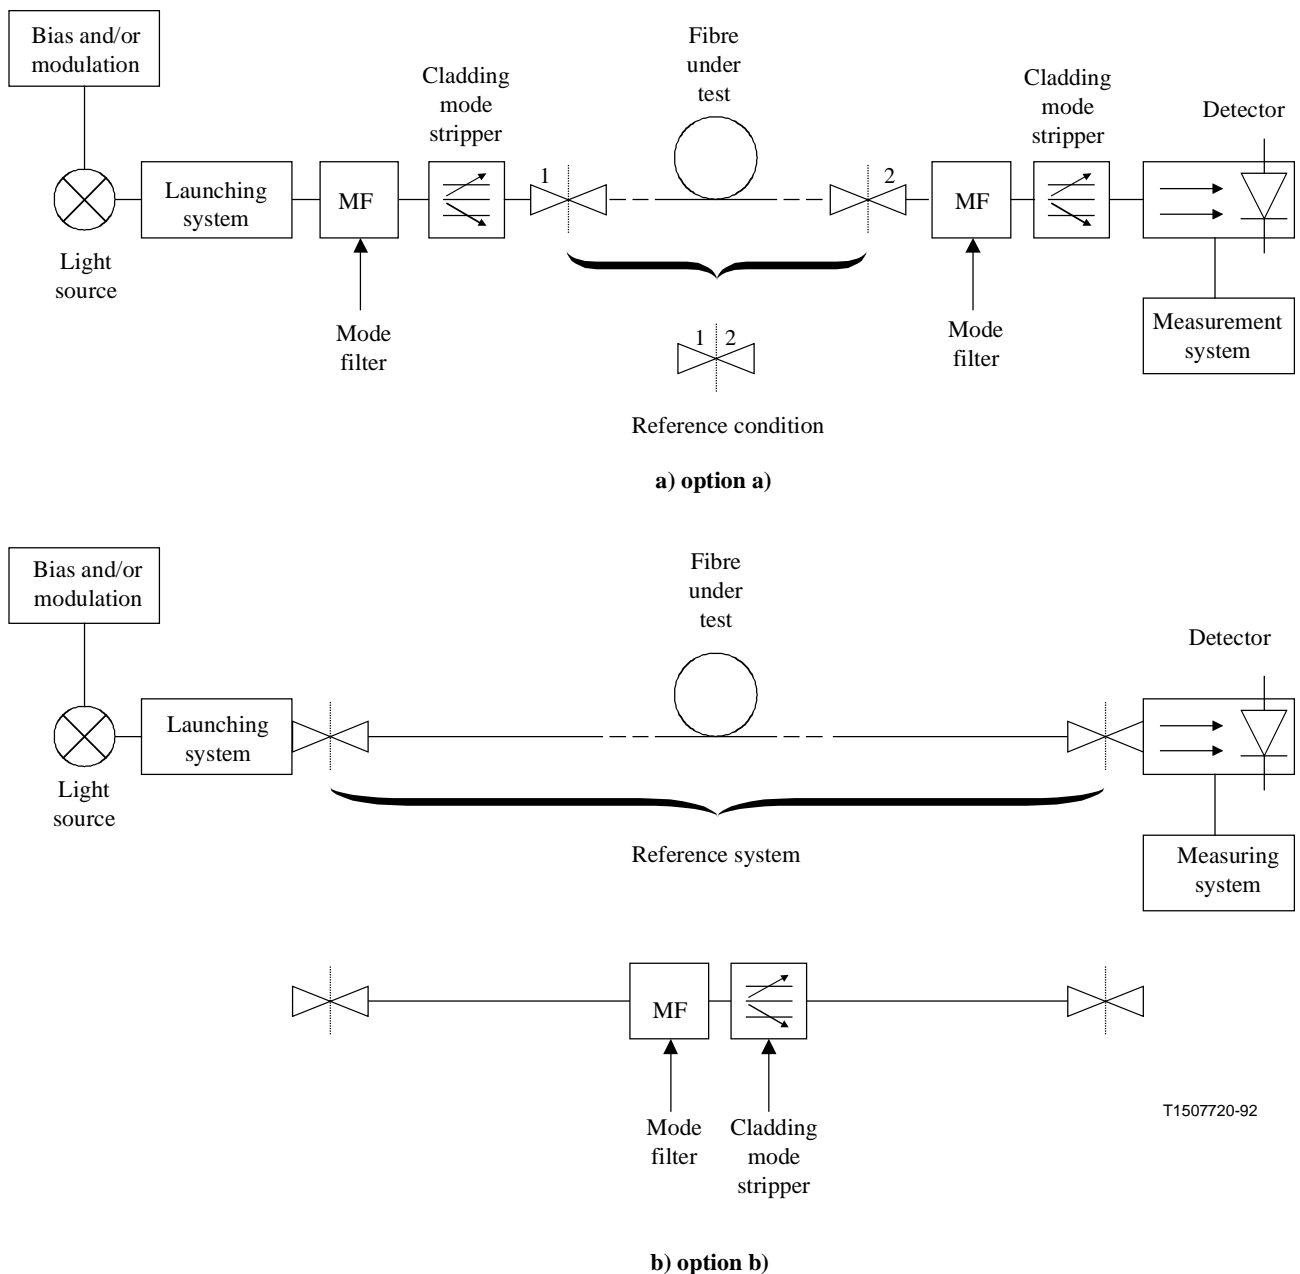 Bias and/or
modulation
Fibre
under
test
Cladding
mode
stripper
Cladding
mode
stripper
Detector
Launching
system
MF
1
2
MF
Light
source
Mode
filter
1 2
Mode
filter
Measurement
system
Reference condition
a) option a)
Bias and/or
modulation
Fibre
under
test
Detector
Launching
system
Light
source
Reference system
Measuring
system
MF
Mode
filter
Cladding
mode
stripper
T1507720-92
b) option b)